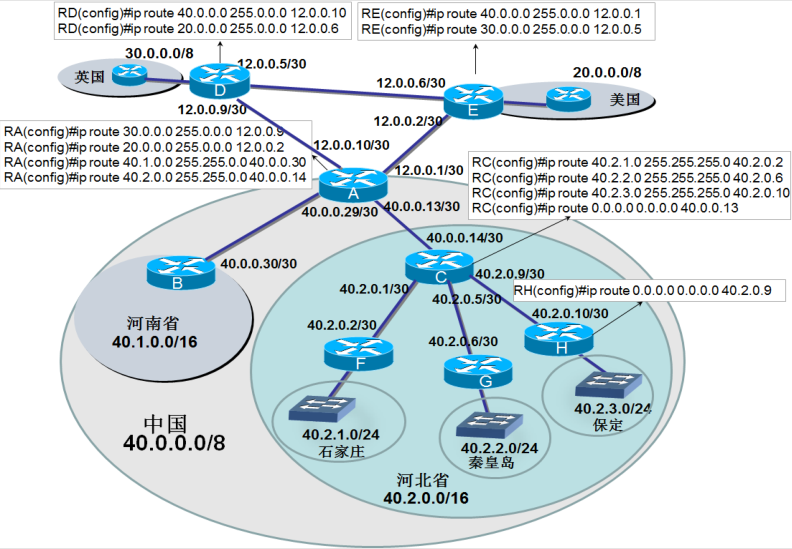 RD(config)#ip route 40.0.0.0 255.0.0.0 12.0.0.10
RD(config)#ip route 20.0.0.0 255.0.0.0 12.0.0.6
RE(config)#ip route 40.0.0.0 255.0.0.0 12.0.0.1
RE(config)#ip route 30.0.0.0 255.0.0.0 12.0.0.5
30.0.0.0/8
英国
D
12.0.0.5/30
12.0.0.6/30
E
20.0.0.0/8
美国
12.0.0.9/30
12.0.0.2/30
RA(config)#ip route 30.0.0.0 255.0.0.0 12.0.0.9
RA(config)#ip route 20.0.0.0 255.0.0.0 12.0.0.2
RA(config)#ip route 40.1.0.0 255.255.0.0 40.0.0.30
RA(config)#ip route 40.2.0.0 255.255.0.0 40.0.0.14
12.0.0.10/30
12.0.0.1/30
A
RC(config)#ip route 40.2.1.0 255.255.255.0 40.2.0.2
RC(config)#ip route 40.2.2.0 255.255.255.0 40.2.0.6
RC(config)#ip route 40.2.3.0 255.255.255.0 40.2.0.10
RC(config)#ip route 0.0.0.0 0.0.0.0 40.0.0.13
40.0.0.29/30
40.0.0.13/30
40.0.0.14/30
40.0.0.30/30
B
C
河南省
40.1.0.0/16
40.2.0.1/30
40.2.0.5/30
40.2.0.9/30
RH(config)#ip route 0.0.0.0 0.0.0.0 40.2.0.9
40.2.0.2/30
40.2.0.6/30
40.2.0.10/30
F
G
H
40.2.1.0/24
石家庄
40.2.2.0/24
秦皇岛
40.2.3.0/24
保定
中国
40.0.0.0/8
河北省
40.2.0.0/16